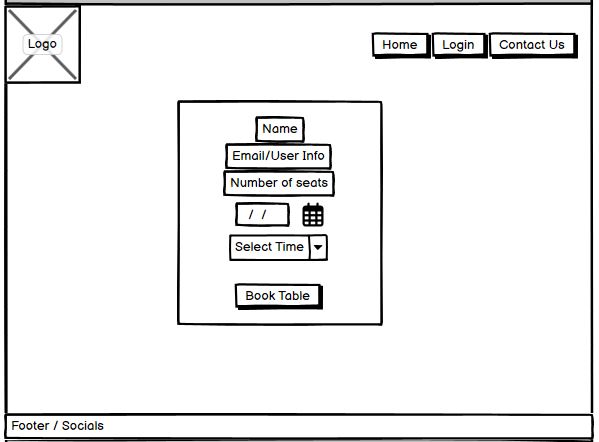 Logo
Home Login Contact Us
Name
Email/User Info
Number of seats
/ /
Select Time
Book Table
Footer / Socials